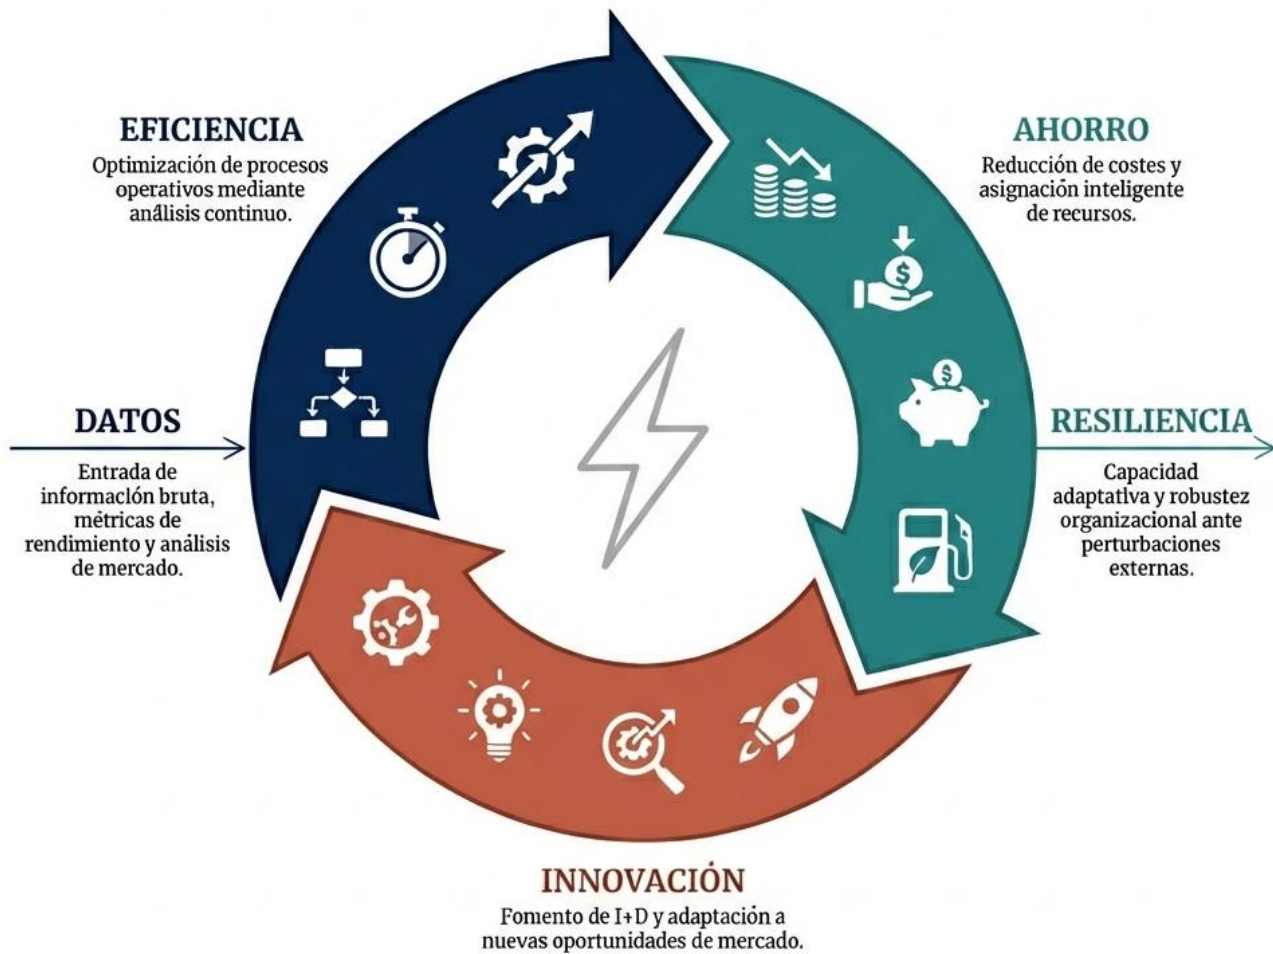 EFICIENCIA
Optimización de procesos
operativos mediante
análisis continuo.
AHORRO
Reducción de costes y
asignación inteligente
de recursos.
$
$
DATOS
Entrada de
información bruta,
métricas de
rendimiento y análisis
de mercado.
RESILIENCIA
Capacidad
adaptativa y robustez
organizacional ante
perturbaciones
externas.
INNOVACIÓN
Fomento de I+D y adaptación a
nuevas oportunidades de mercado.